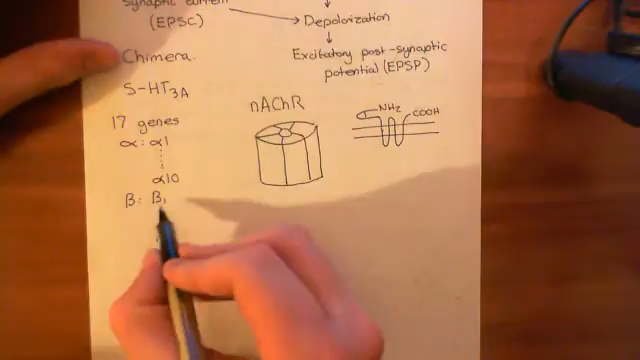 synaptic current
(EPSC)
Depolorization
Excitatory post-synaptic
potential (EPSP)
Chimera.
5-HT3A
17 genes
nAChR
NH2
COOH
α: α1
α10
β: β1